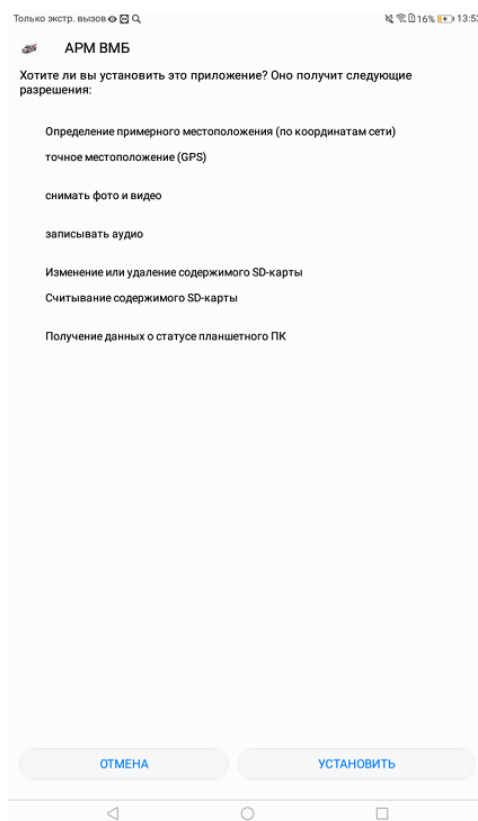 Только экстр. вызов 16% 13:53
АРМ ВМБ
Хотите ли вы установить это приложение? Оно получит следующие
разрешения:
Определение примерного местоположения (по координатам сети)
точное местоположение (GPS)
снимать фото и видео
записывать аудио
Изменение или удаление содержимого SD-карты
Считывание содержимого SD-карты
Получение данных о статусе планшетного ПК
ОТМЕНА УСТАНОВИТЬ